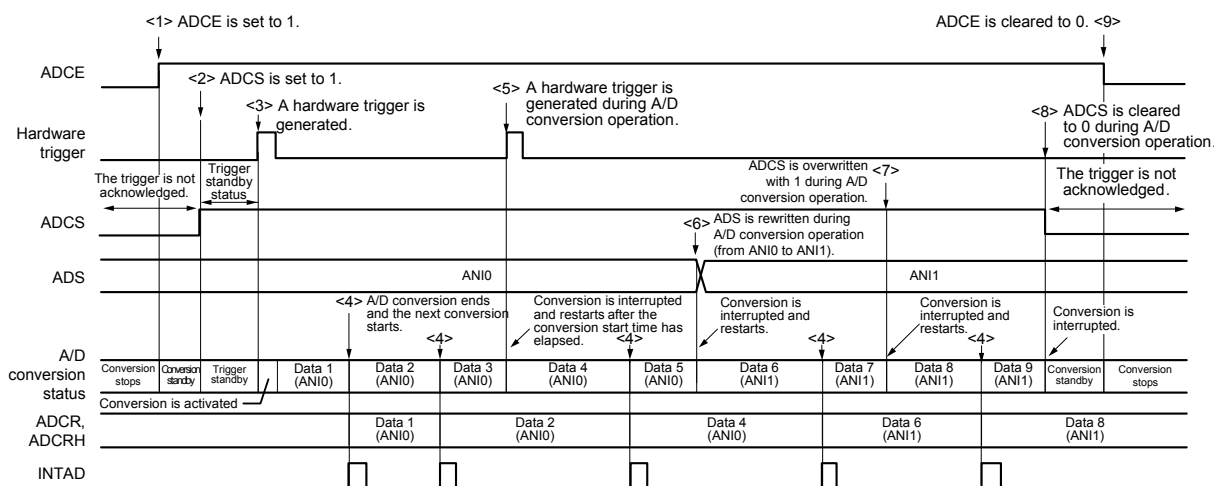 <1> ADCE is set to 1.
ADCE is cleared to 0. <9>
ADCE
<2> ADCS is set to 1.
<3> A hardware trigger is
generated.
<5> A hardware trigger is
generated during A/D
conversion operation.
<8> ADCS is cleared
to 0 during A/D
conversion operation.
Hardware
trigger
The trigger is not
acknowledged.
Trigger
standby
status
ADCS is overwritten
with 1 during A/D
conversion operation.
<7>
The trigger is not
acknowledged.
ADCS
<6> ADS is rewritten during
A/D conversion operation
(from ANI0 to ANI1).
ADS
ANI0
ANI1
<4> A/D conversion ends
and the next conversion
starts.
<4>
Conversion is interrupted
and restarts after the
conversion start time has
elapsed.
<4>
Conversion is
interrupted and
restarts.
<4>
Conversion is
interrupted and
restarts.
<4>
Conversion is
interrupted.
A/D
conversion
status
Conversion
stops
Conversion
standby
Trigger
standby
Data 1
(ANI0)
Data 2
(ANI0)
Data 3
(ANI0)
Data 4
(ANI0)
Data 5
(ANI0)
Data 6
(ANI1)
Data 7
(ANI1)
Data 8
(ANI1)
Data 9
(ANI1)
Conversion
standby
Conversion
stops
Conversion is activated
ADCR,
ADCRH
Data 1
(ANI0)
Data 2
(ANI0)
Data 4
(ANI0)
Data 6
(ANI1)
Data 8
(ANI1)
INTAD